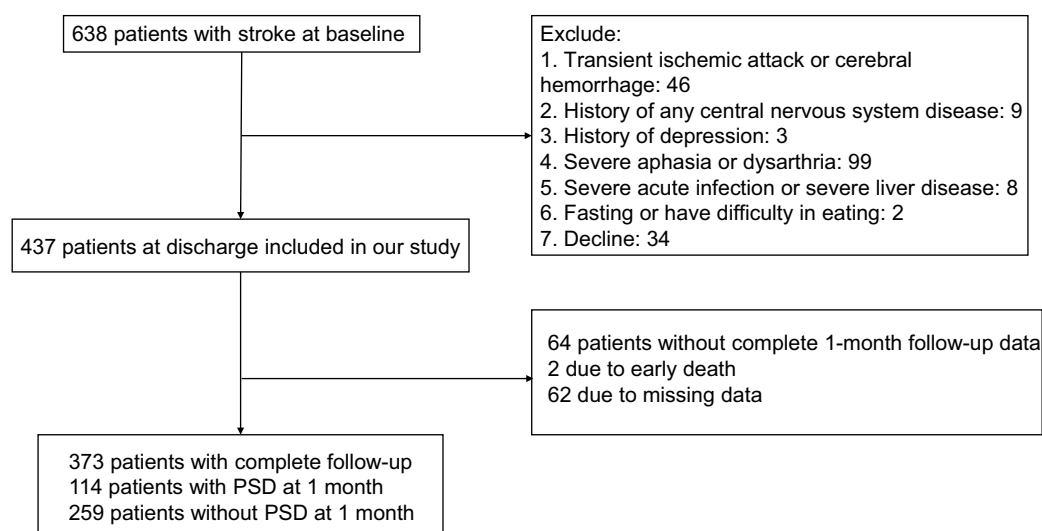 638 patients with stroke at baseline
Exclude:
1. Transient ischemic attack or cerebral
hemorrhage: 46
2. History of any central nervous system disease: 9
3. History of depression: 3
4. Severe aphasia or dysarthria: 99
5. Severe acute infection or severe liver disease: 8
6. Fasting or have difficulty in eating: 2
7. Decline: 34
437 patients at discharge included in our study
64 patients without complete 1-month follow-up data
2 due to early death
62 due to missing data
373 patients with complete follow-up
114 patients with PSD at 1 month
259 patients without PSD at 1 month